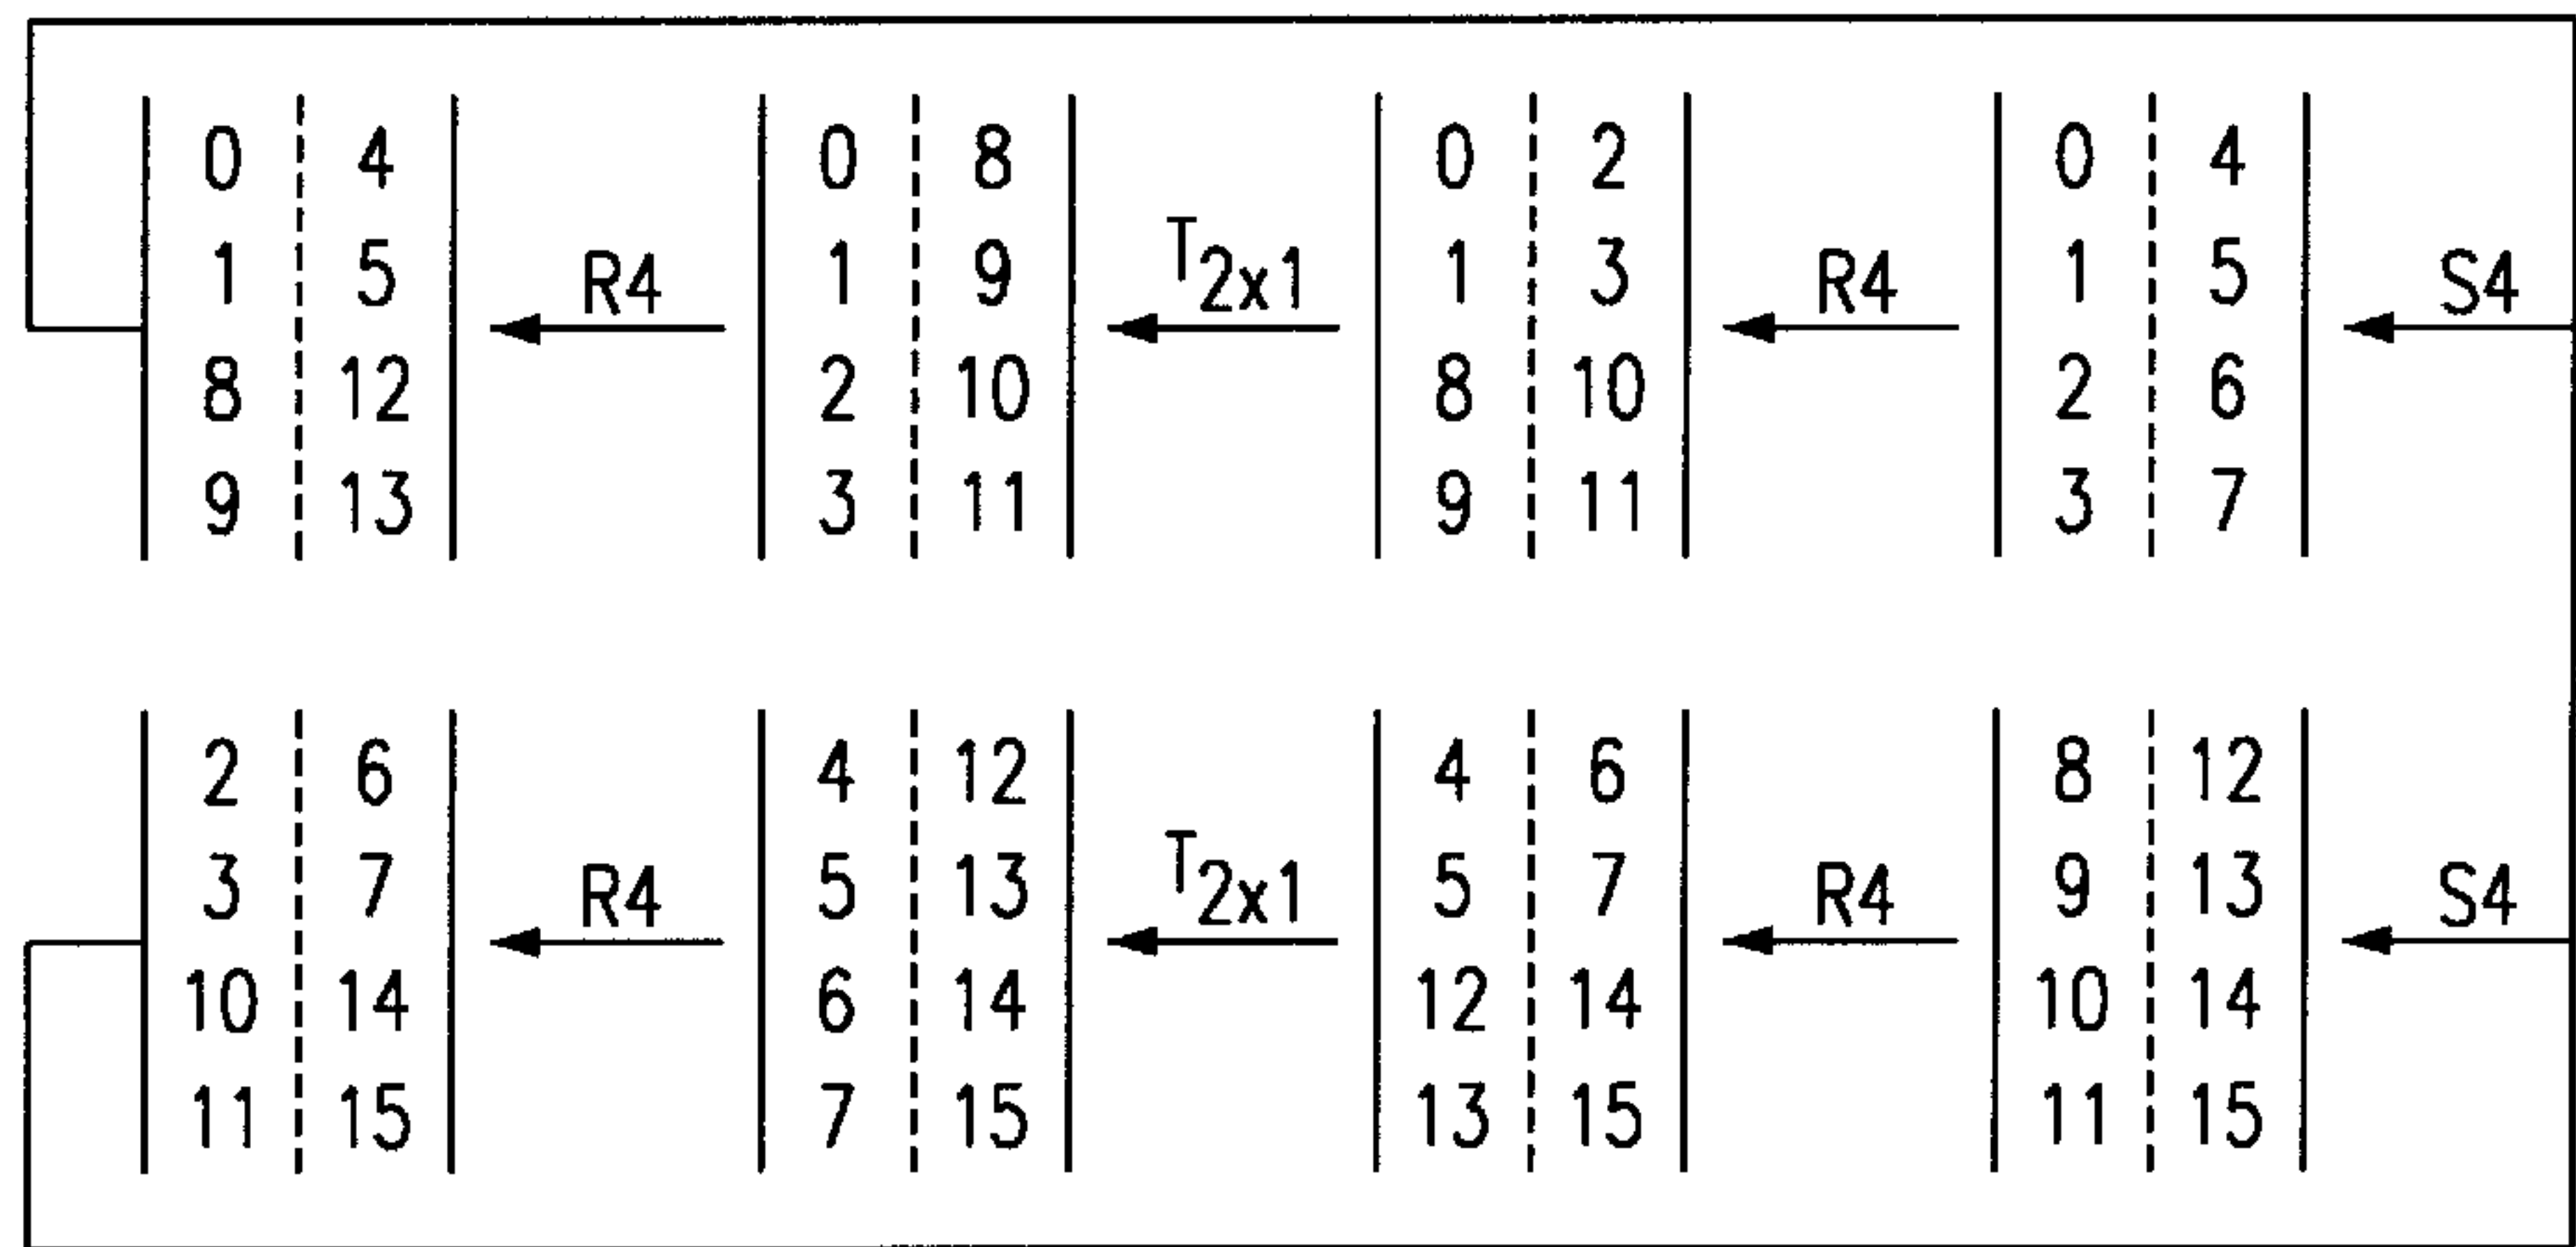 0 4 0 8 0 2 0 4
1 5 R4 1 9 T2x1 1 3 R4 1 5 S4
8 12 2 10 8 10 2 6
9 13 3 11 9 11 3 7
2 6 4 12 4 6 8 12
3 7 R4 5 13 T2x1 5 7 R4 9 13 S4
10 14 6 14 12 14 10 14
11 15 7 15 13 15 11 15